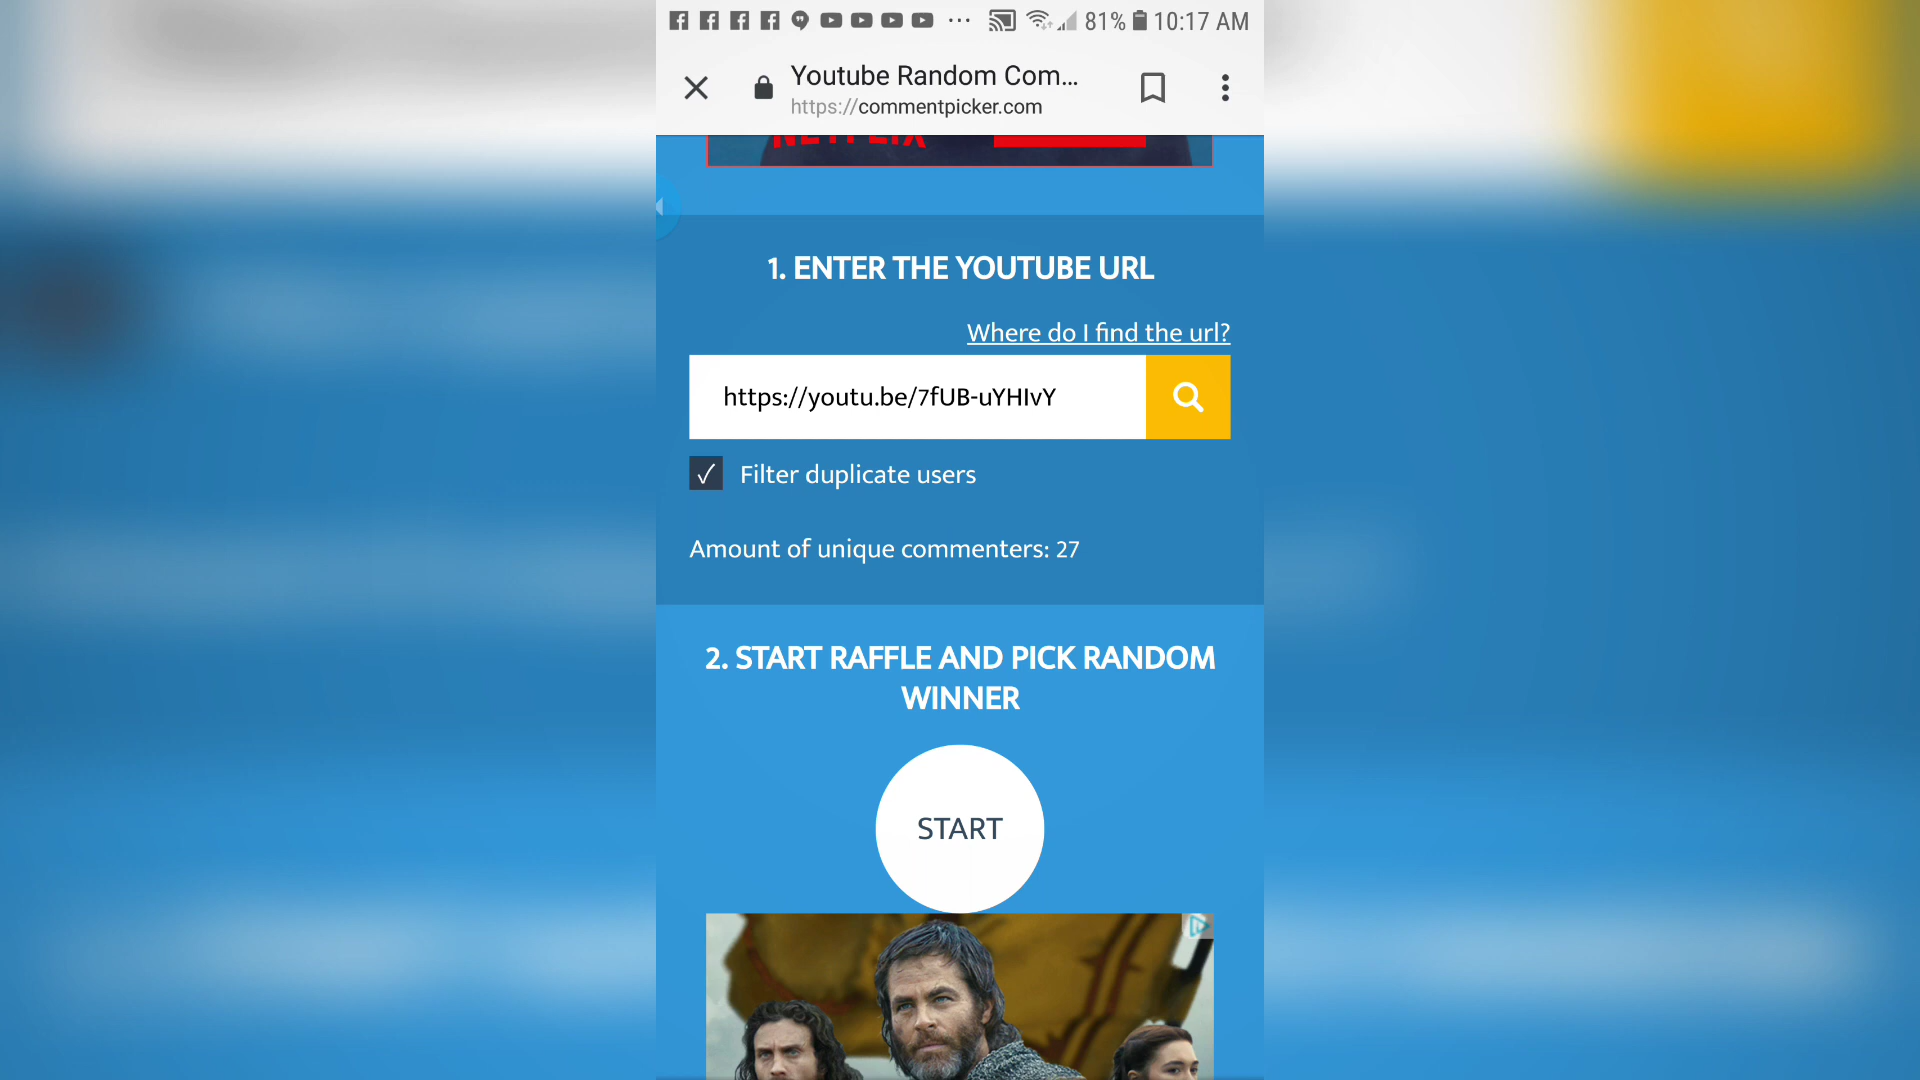 81% 10:17 AM
Youtube Random Com...
https://commentpicker.com
NETFLIX
1. ENTER THE YOUTUBE URL
Where do I find the url?
https://youtu.be/7fUB-uYHIvY
Filter duplicate users
Amount of unique commenters: 27
2. START RAFFLE AND PICK RANDOM
WINNER
START